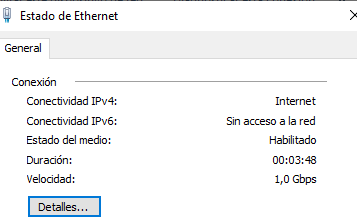 Estado de Ethernet
General
Conexión
Conectividad IPv4: Internet
Conectividad IPv6: Sin acceso a la red
Estado del medio: Habilitado
Duración: 00:03:48
Velocidad: 1,0 Gbps
Detalles...